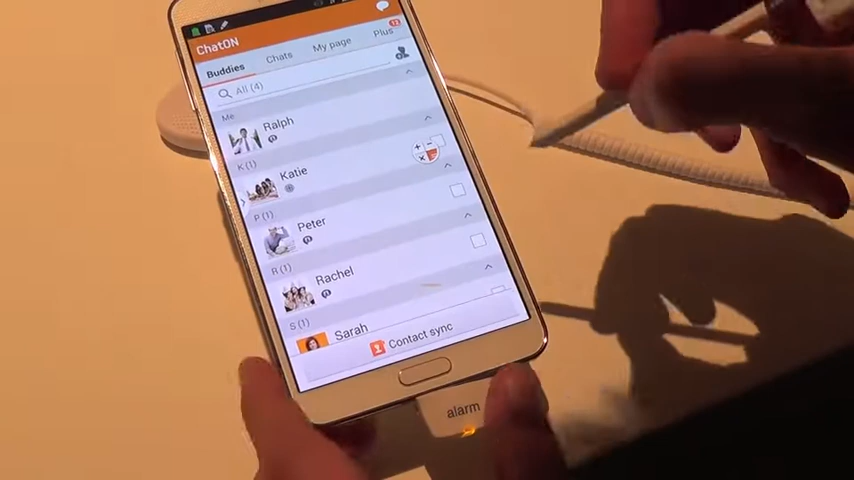 ChatON
Buddies Chats My page Plus 12
All (4)
Me
Ralph
K (1)
Katie
P (1)
Peter
R (1)
Rachel
S (1)
Sarah
Contact sync
alarm